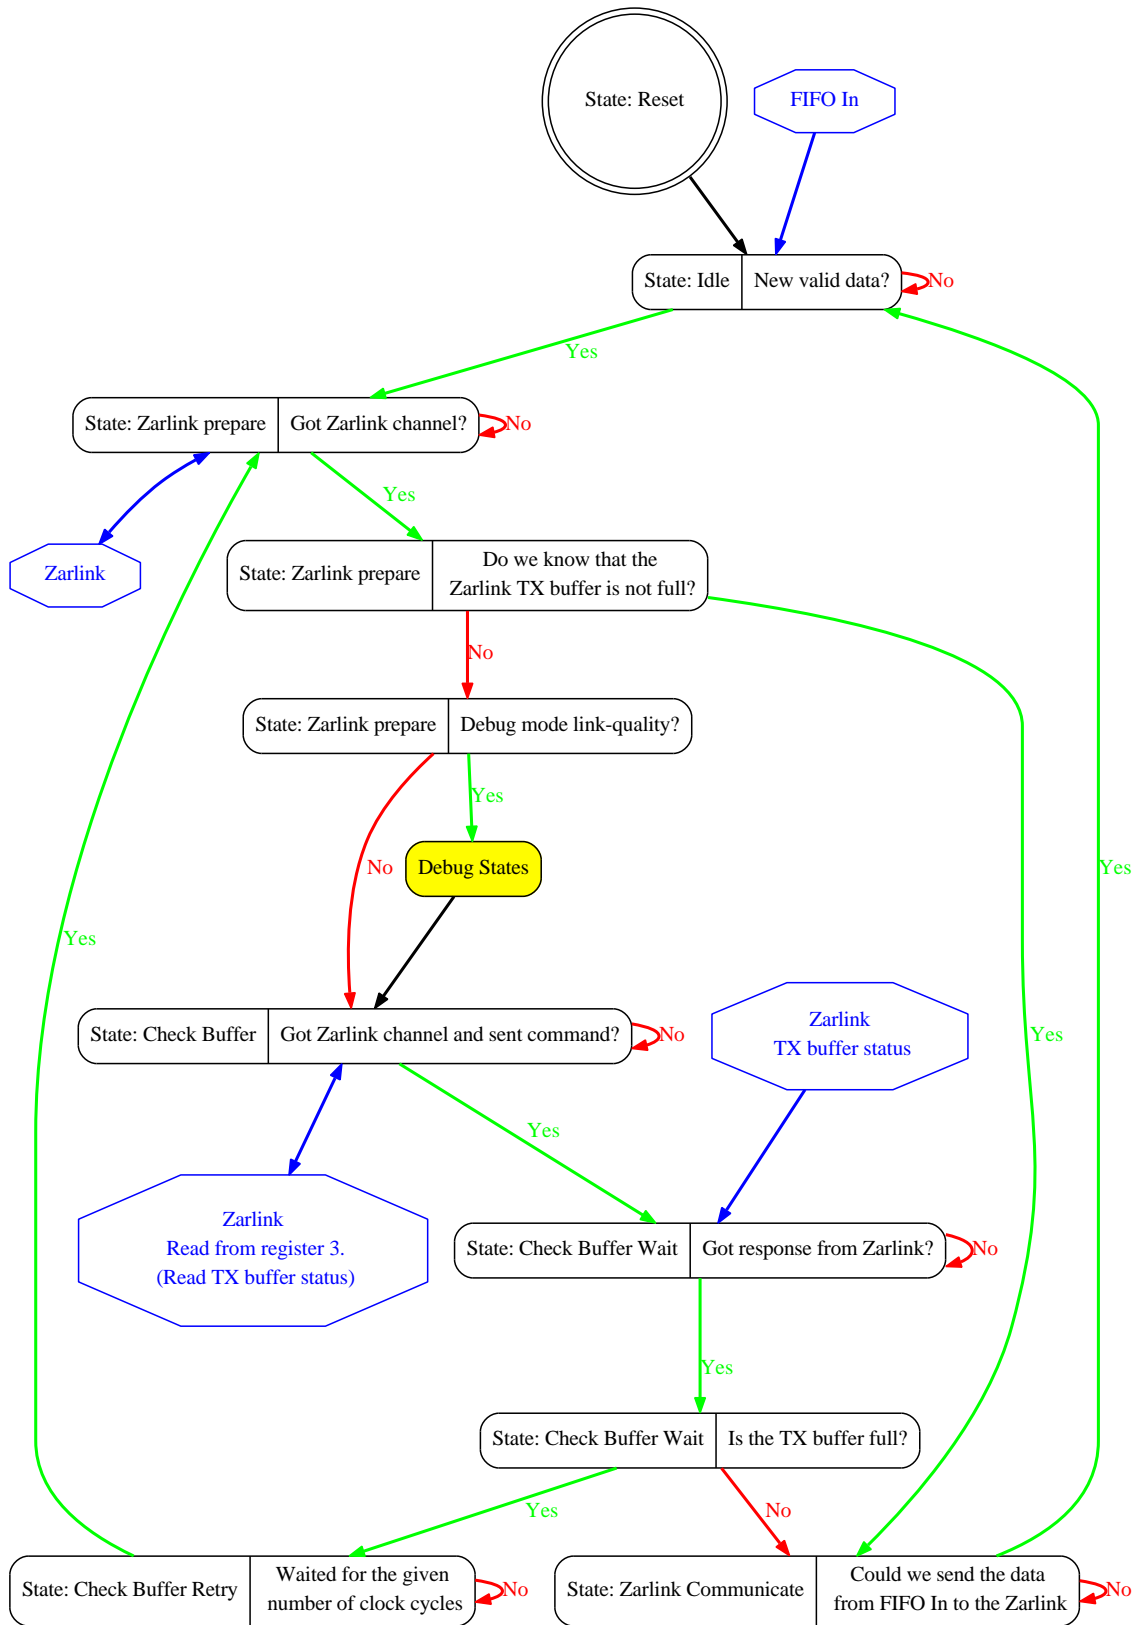 State: Reset
FIFO In
State: Idle
New valid data?
No
Yes
State: Zarlink prepare
Got Zarlink channel?
No
Yes
Zarlink
State: Zarlink prepare
Do we know that the
Zarlink TX buffer is not full?
No
State: Zarlink prepare
Debug mode link-quality?
Yes
No
Debug States
Yes
Yes
State: Check Buffer
Got Zarlink channel and sent command?
No
Zarlink
TX buffer status
Yes
Yes
Zarlink
Read from register 3.
(Read TX buffer status)
State: Check Buffer Wait
Got response from Zarlink?
No
Yes
State: Check Buffer Wait
Is the TX buffer full?
Yes
No
State: Check Buffer Retry
Waited for the given
number of clock cycles
No
State: Zarlink Communicate
Could we send the data
from FIFO In to the Zarlink
No